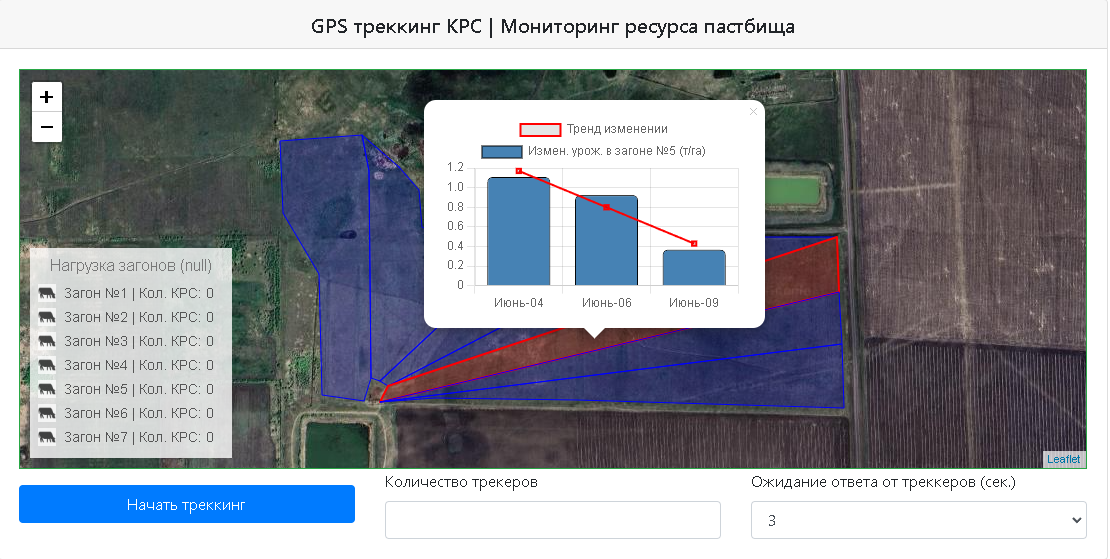 GPS треккинг КРС | Мониторинг ресурса пастбища
+
−
×
Тренд изменении
Измен. урож. в загоне №5 (т/га)
1.2
1.0
0.8
0.6
0.4
0.2
0
Июнь-04 Июнь-06 Июнь-09
Нагрузка загонов (null)
Загон №1 | Кол. КРС: 0
Загон №2 | Кол. КРС: 0
Загон №3 | Кол. КРС: 0
Загон №4 | Кол. КРС: 0
Загон №5 | Кол. КРС: 0
Загон №6 | Кол. КРС: 0
Загон №7 | Кол. КРС: 0
Leaflet
Начать треккинг
Количество трекеров
Ожидание ответа от треккеров (сек.)
3